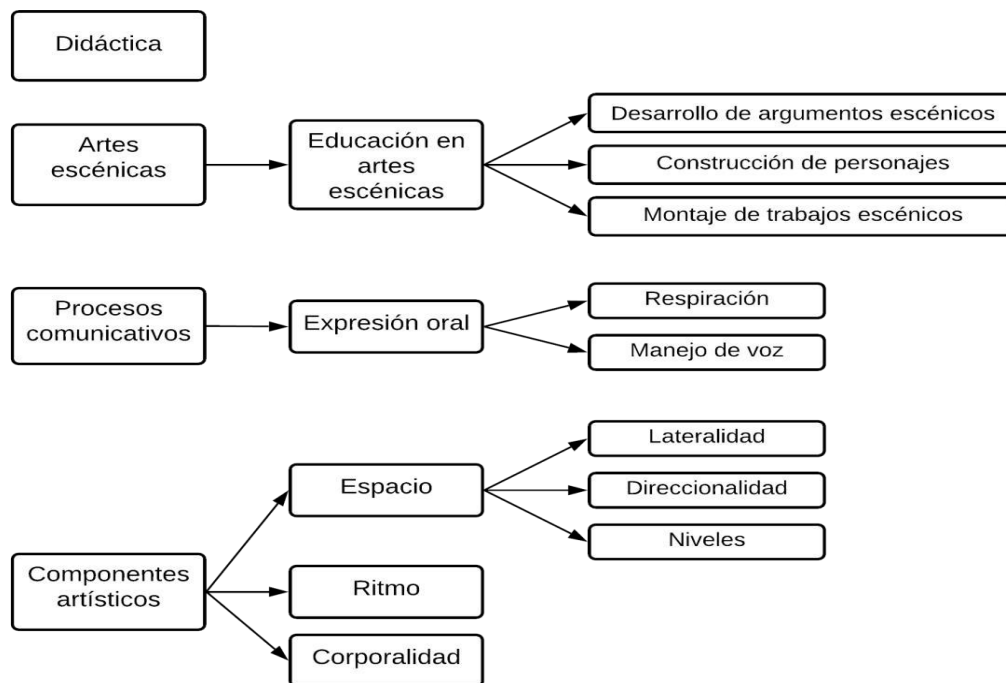 Didáctica
Artes
escénicas
Educación en
artes
escénicas
Desarrollo de argumentos escénicos
Construcción de personajes
Montaje de trabajos escénicos
Procesos
comunicativos
Expresión oral
Respiración
Manejo de voz
Componentes
artísticos
Espacio
Lateralidad
Direccionalidad
Niveles
Ritmo
Corporalidad